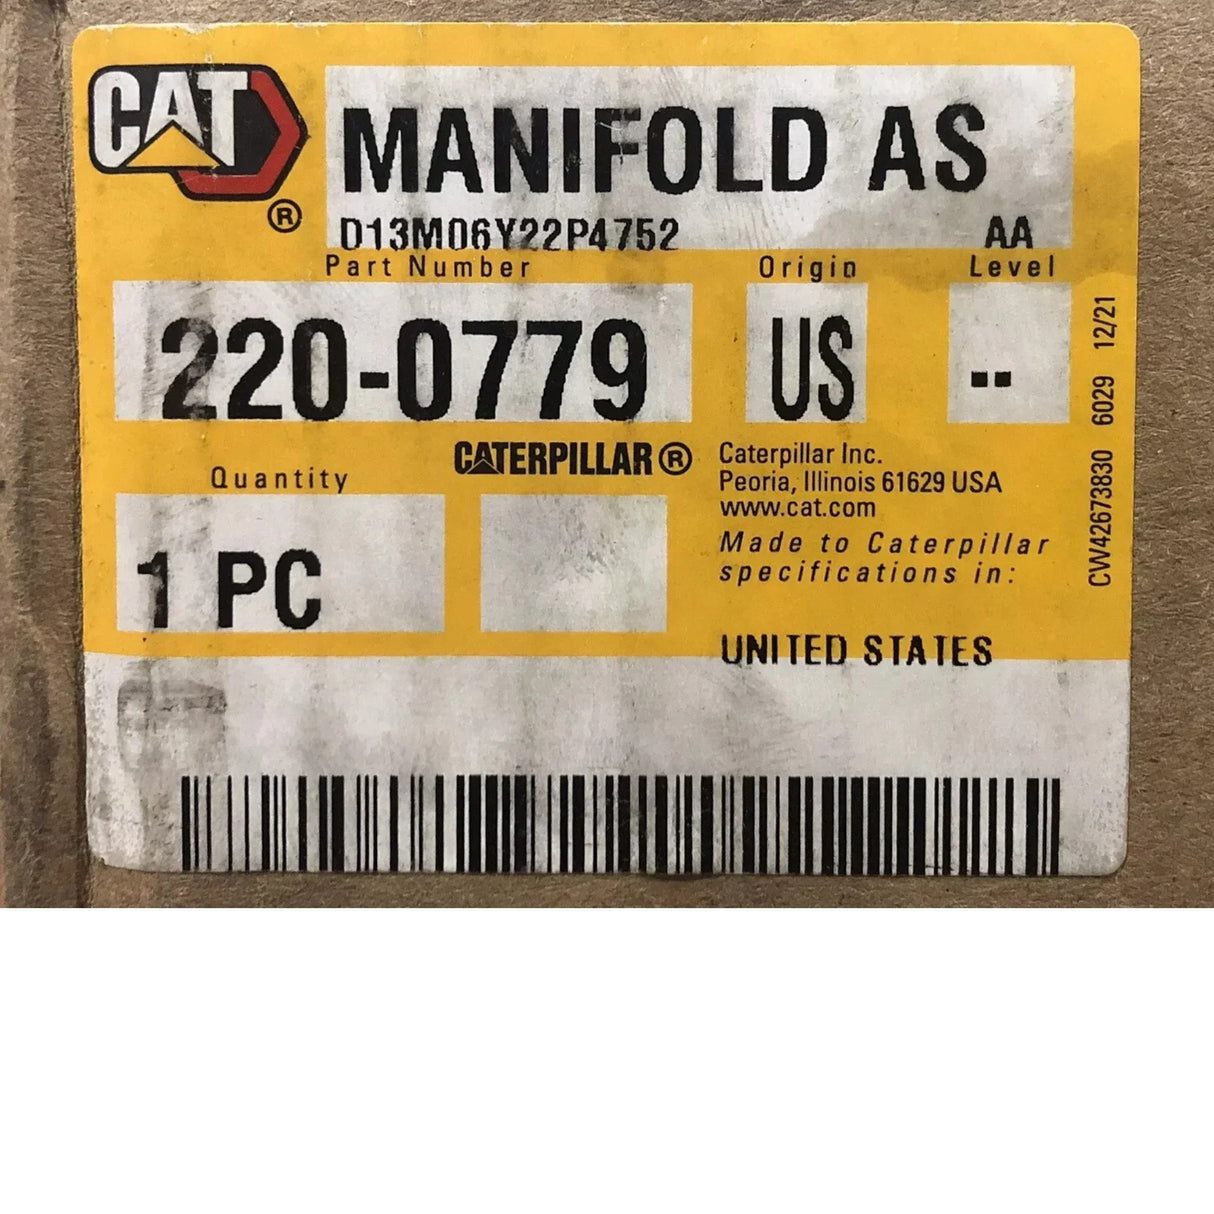 CAT
®
MANIFOLD AS
D13M06Y22P4752 AA
Part Number Origin Level
220-0779 US --
Quantity
CATERPILLAR®
1 PC
Caterpillar Inc.
Peoria, Illinois 61629 USA
www.cat.com
Made to Caterpillar
specifications in:
UNITED STATES
CW42673830 6029 12/21